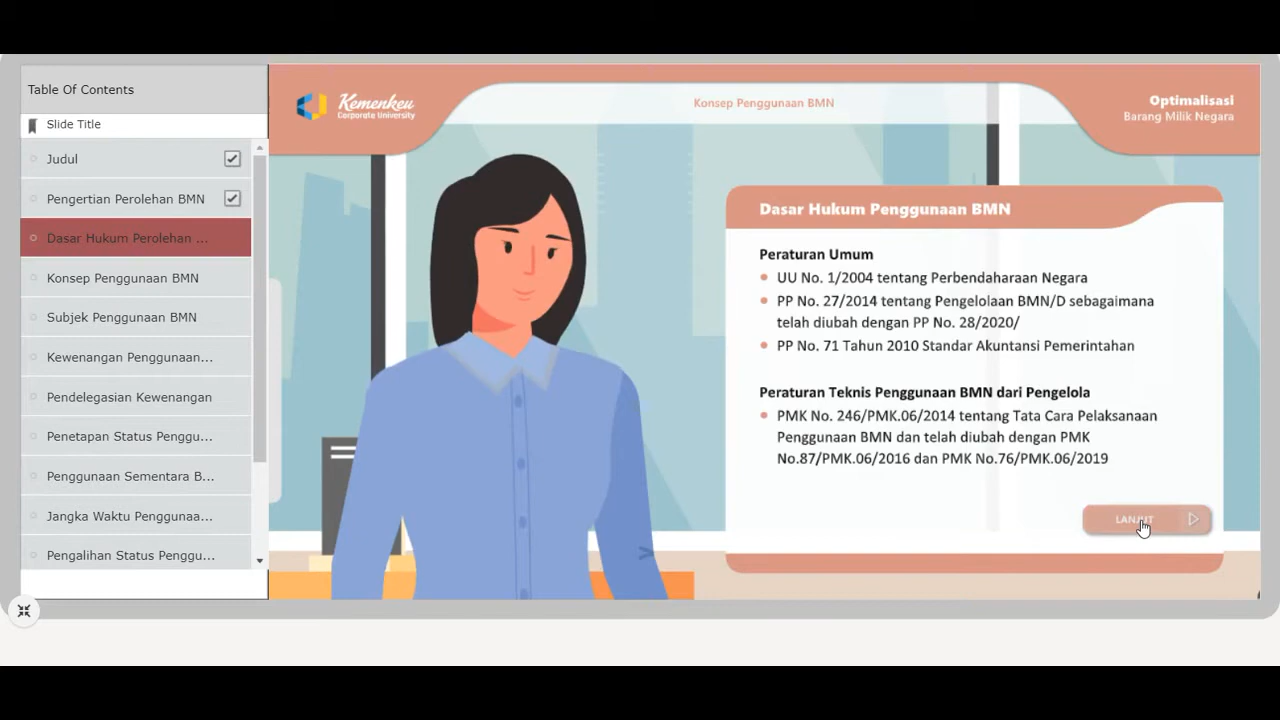 Table Of Contents
Slide Title
Judul
Pengertian Perolehan BMN
Dasar Hukum Perolehan ...
Konsep Penggunaan BMN
Subjek Penggunaan BMN
Kewenangan Penggunaan...
Pendelegasian Kewenangan
Penetapan Status Penggu...
Penggunaan Sementara B...
Jangka Waktu Penggunaa...
Pengalihan Status Penggu...
Kemenkeu
Corporate University
Konsep Penggunaan BMN
Optimalisasi
Barang Milik Negara
Dasar Hukum Penggunaan BMN
Peraturan Umum
UU No. 1/2004 tentang Perbendaharaan Negara
PP No. 27/2014 tentang Pengelolaan BMN/D sebagaimana
telah diubah dengan PP No. 28/2020/
PP No. 71 Tahun 2010 Standar Akuntansi Pemerintahan
Peraturan Teknis Penggunaan BMN dari Pengelola
PMK No. 246/PMK.06/2014 tentang Tata Cara Pelaksanaan
Penggunaan BMN dan telah diubah dengan PMK
No.87/PMK.06/2016 dan PMK No.76/PMK.06/2019
LANJUT